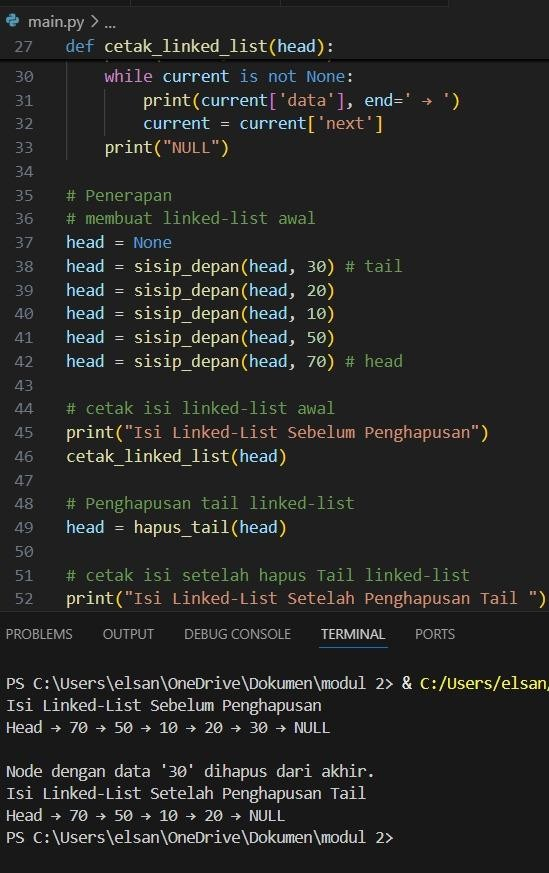 main.py > ...
27 def cetak_linked_list(head):
30 while current is not None:
31 print(current['data'], end=' → ')
32 current = current['next']
33 print("NULL")
34
35 # Penerapan
36 # membuat linked-list awal
37 head = None
38 head = sisip_depan(head, 30) # tail
39 head = sisip_depan(head, 20)
40 head = sisip_depan(head, 10)
41 head = sisip_depan(head, 50)
42 head = sisip_depan(head, 70) # head
43
44 # cetak isi linked-list awal
45 print("Isi Linked-List Sebelum Penghapusan")
46 cetak_linked_list(head)
47
48 # Penghapusan tail linked-list
49 head = hapus_tail(head)
50
51 # cetak isi setelah hapus Tail linked-list
52 print("Isi Linked-List Setelah Penghapusan Tail ")
PROBLEMS OUTPUT DEBUG CONSOLE TERMINAL PORTS
PS C:\Users\elsan\OneDrive\Dokumen\modul 2> & C:/Users/elsan/
Isi Linked-List Sebelum Penghapusan
Head → 70 → 50 → 10 → 20 → 30 → NULL
Node dengan data '30' dihapus dari akhir.
Isi Linked-List Setelah Penghapusan Tail
Head → 70 → 50 → 10 → 20 → NULL
PS C:\Users\elsan\OneDrive\Dokumen\modul 2>